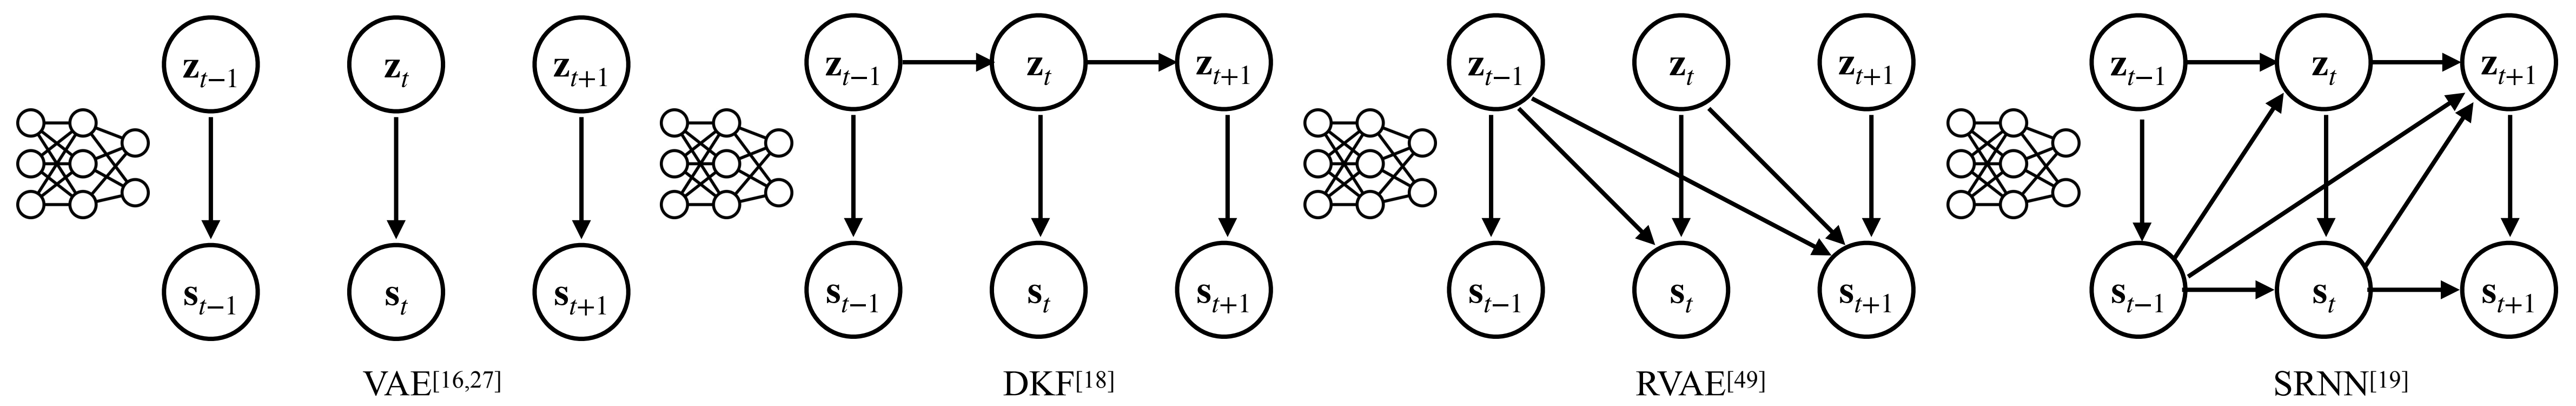 z_{t−1} z_t z_{t+1} z_{t−1} z_t z_{t+1} z_{t−1} z_t z_{t+1} z_{t−1} z_t z_{t+1}
s_{t−1} s_t s_{t+1} s_{t−1} s_t s_{t+1} s_{t−1} s_t s_{t+1} s_{t−1} s_t s_{t+1}
VAE[16,27] DKF[18] RVAE[49] SRNN[19]